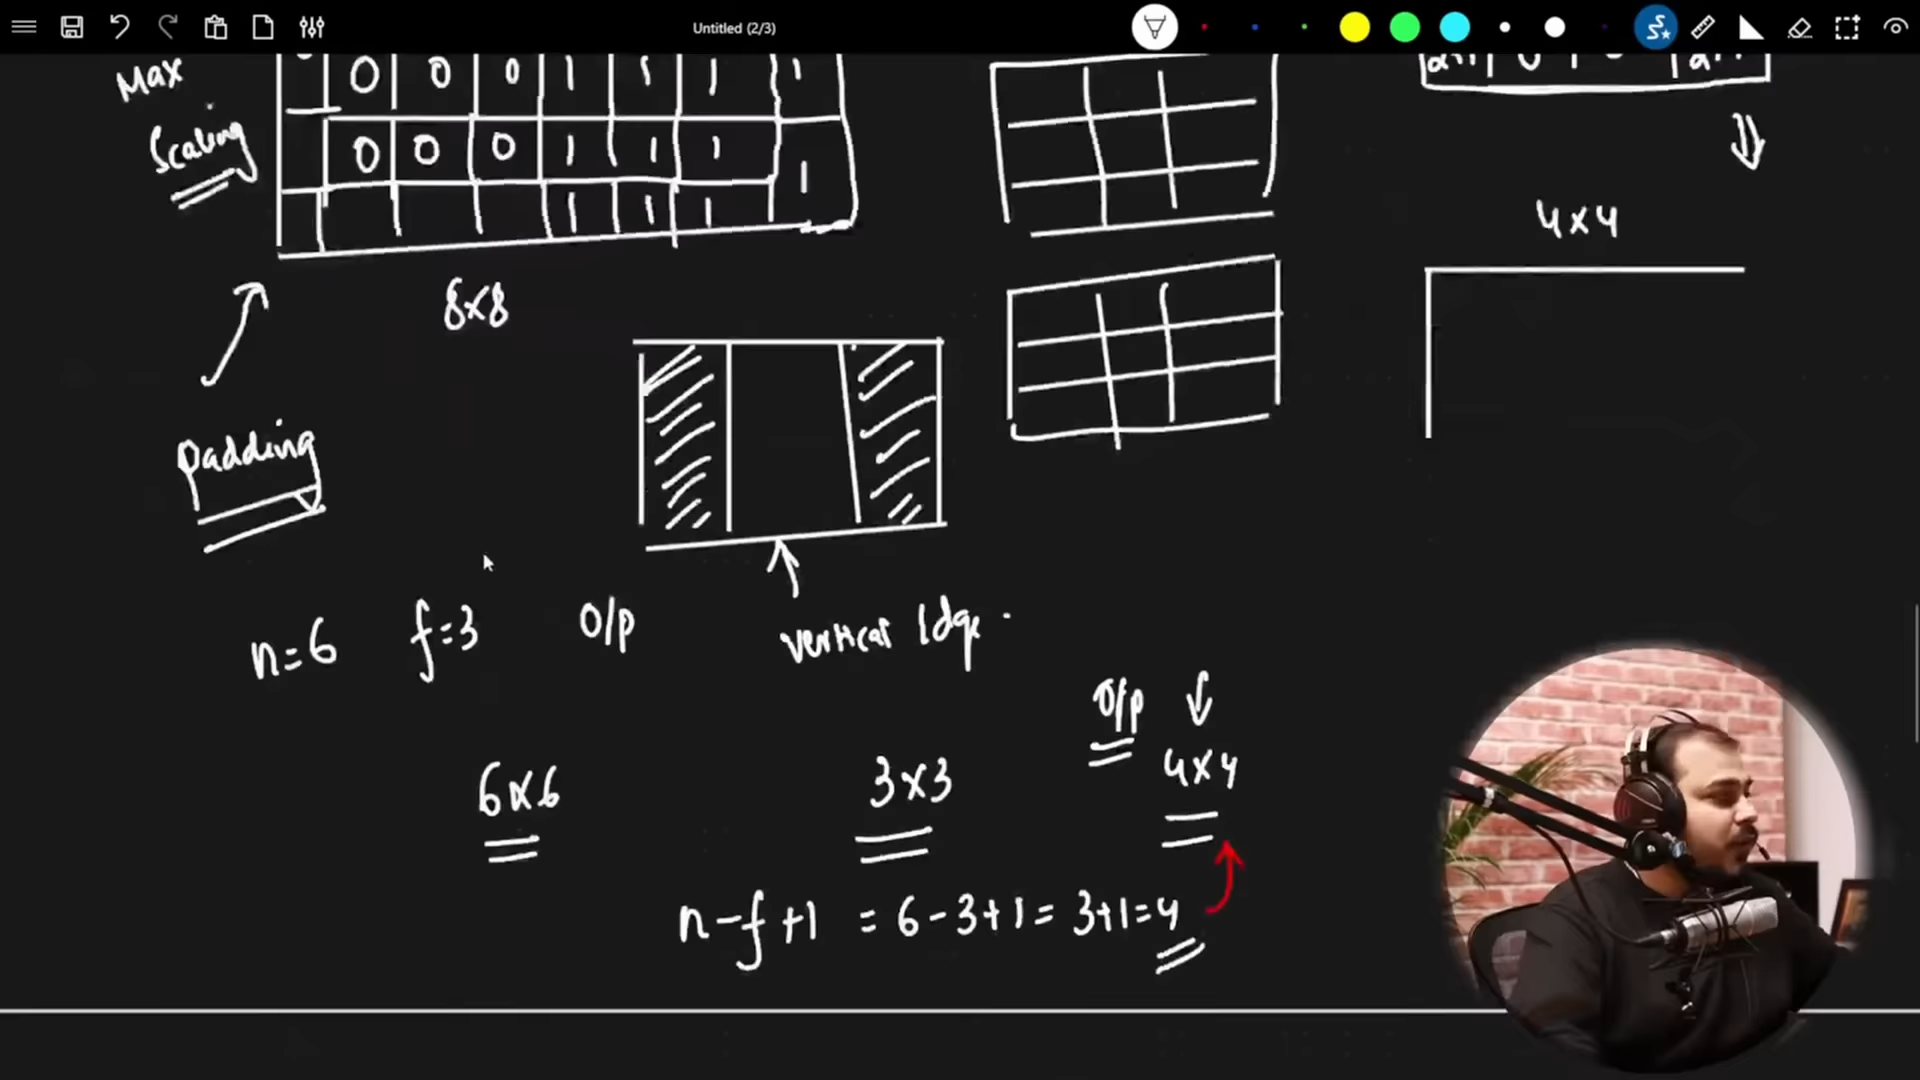 Untitled (2/3)
Max
0 0 0 1 1 1 1
Scaling
0 0 0 1 1 1
1
1 1 1
8x8
4x4
Padding
n=6 f=3 O/p
vertical Edge.
O/p
6x6 3x3 4x4
n-f+1 = 6-3+1 = 3+1=4